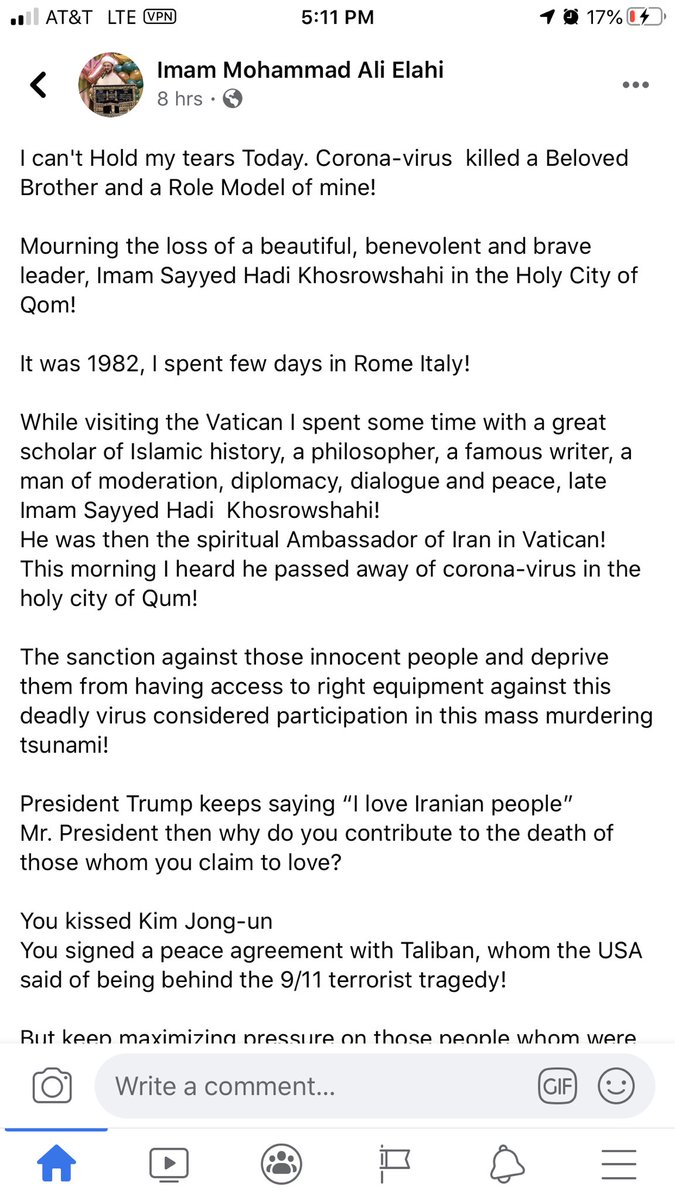 AT&T LTE VPN 5:11 PM 17%
Imam Mohammad Ali Elahi
8 hrs ·
I can't Hold my tears Today. Corona-virus  killed a Beloved
Brother and a Role Model of mine!
Mourning the loss of a beautiful, benevolent and brave
leader, Imam Sayyed Hadi Khosrowshahi in the Holy City of
Qom!
It was 1982, I spent few days in Rome Italy!
While visiting the Vatican I spent some time with a great
scholar of Islamic history, a philosopher, a famous writer, a
man of moderation, diplomacy, dialogue and peace, late
Imam Sayyed Hadi  Khosrowshahi!
He was then the spiritual Ambassador of Iran in Vatican!
This morning I heard he passed away of corona-virus in the
holy city of Qum!
The sanction against those innocent people and deprive
them from having access to right equipment against this
deadly virus considered participation in this mass murdering
tsunami!
President Trump keeps saying “I love Iranian people”
Mr. President then why do you contribute to the death of
those whom you claim to love?
You kissed Kim Jong-un
You signed a peace agreement with Taliban, whom the USA
said of being behind the 9/11 terrorist tragedy!
But keep maximizing pressure on those people whom were
Write a comment...
GIF